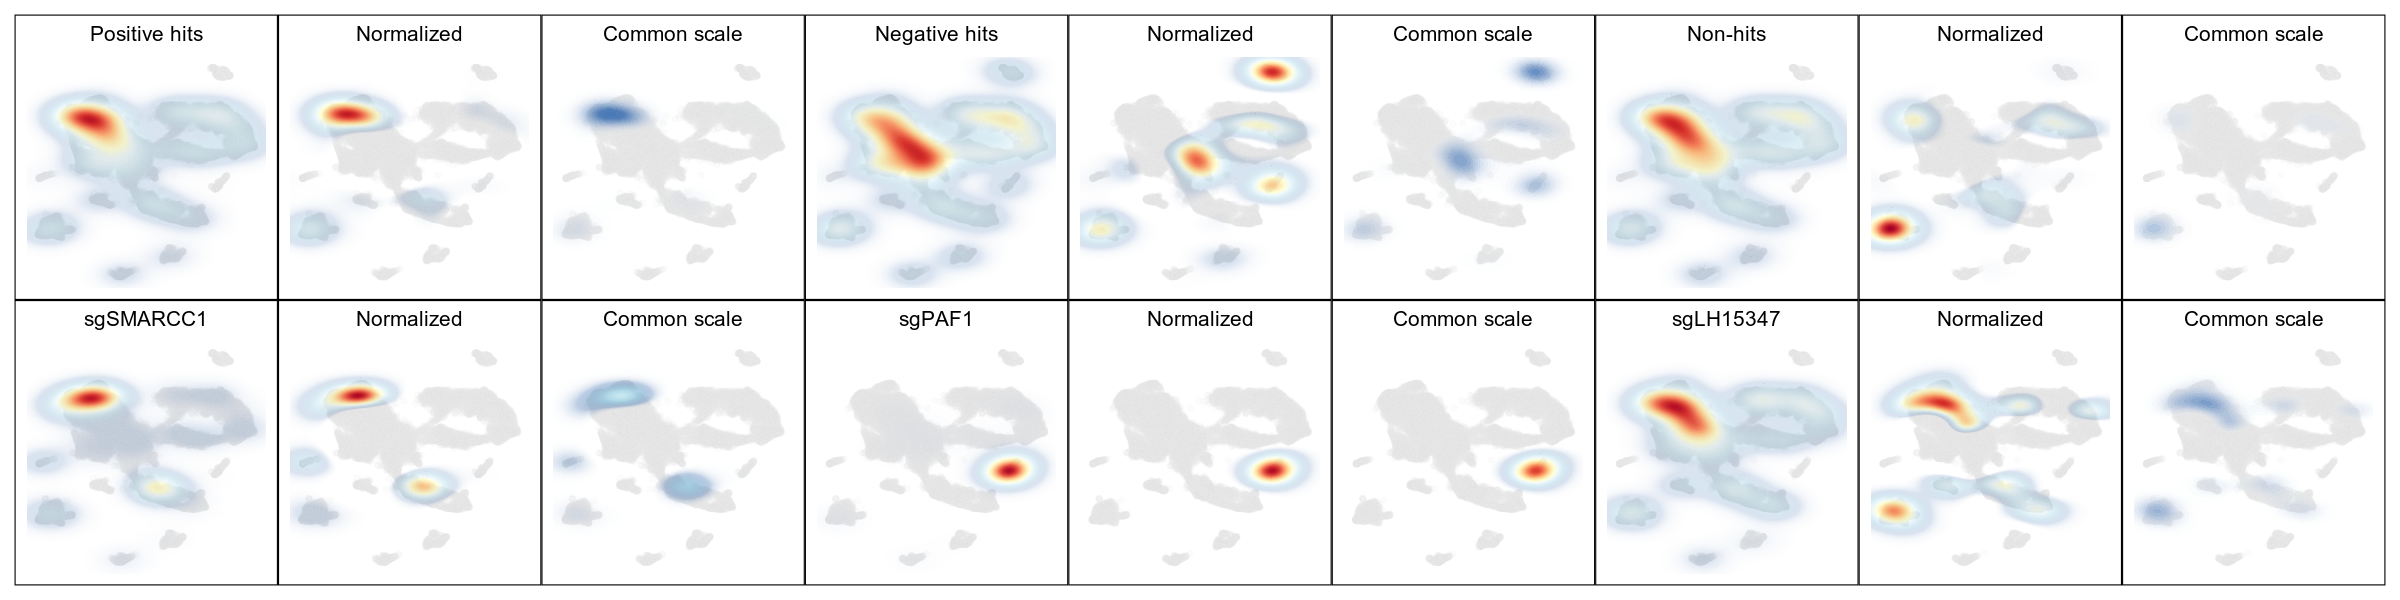 Positive hits
Normalized
Common scale
Negative hits
Normalized
Common scale
Non-hits
Normalized
Common scale
sgSMARCC1
Normalized
Common scale
sgPAF1
Normalized
Common scale
sgLH15347
Normalized
Common scale